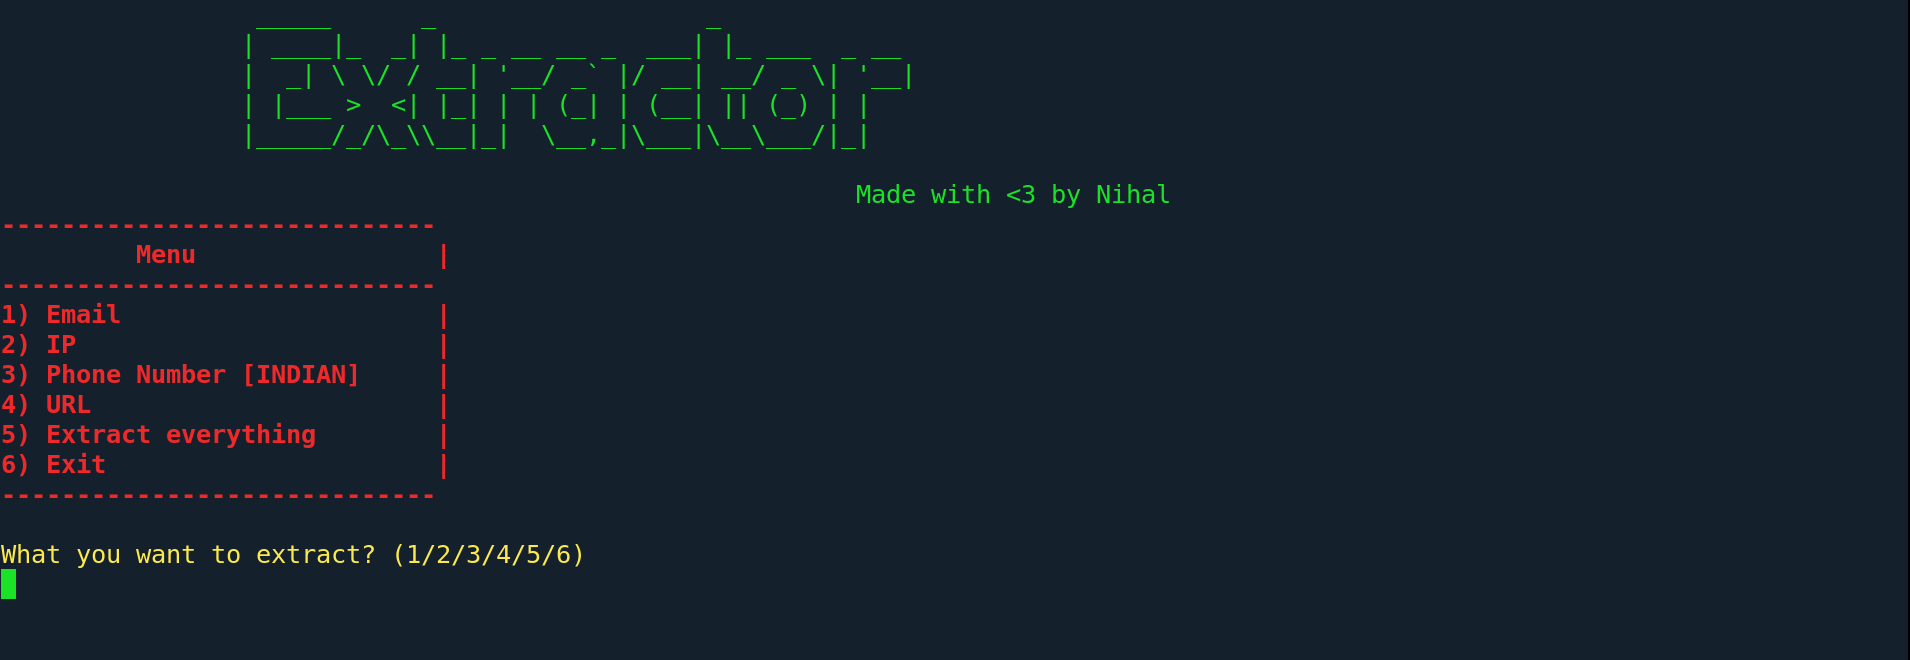 Extractor
Made with <3 by Nihal
-----------------------------
Menu |
-----------------------------
1) Email |
2) IP |
3) Phone Number [INDIAN] |
4) URL |
5) Extract everything |
6) Exit |
-----------------------------
What you want to extract? (1/2/3/4/5/6)